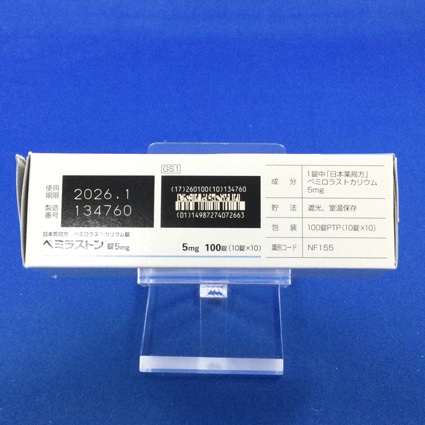 使用
期限
2026.1
製造
番号
134760
GS1
(17)260100(10)134760
(01)14987274072663
日本薬局方 ペミロラストカリウム錠
ペミラストン 錠5mg
5mg 100錠(10錠×10)
成分
1錠中「日本薬局方」
ペミロラストカリウム
5mg
貯法
遮光、室温保存
包装
100錠PTP(10錠×10)
識別コード
NF155